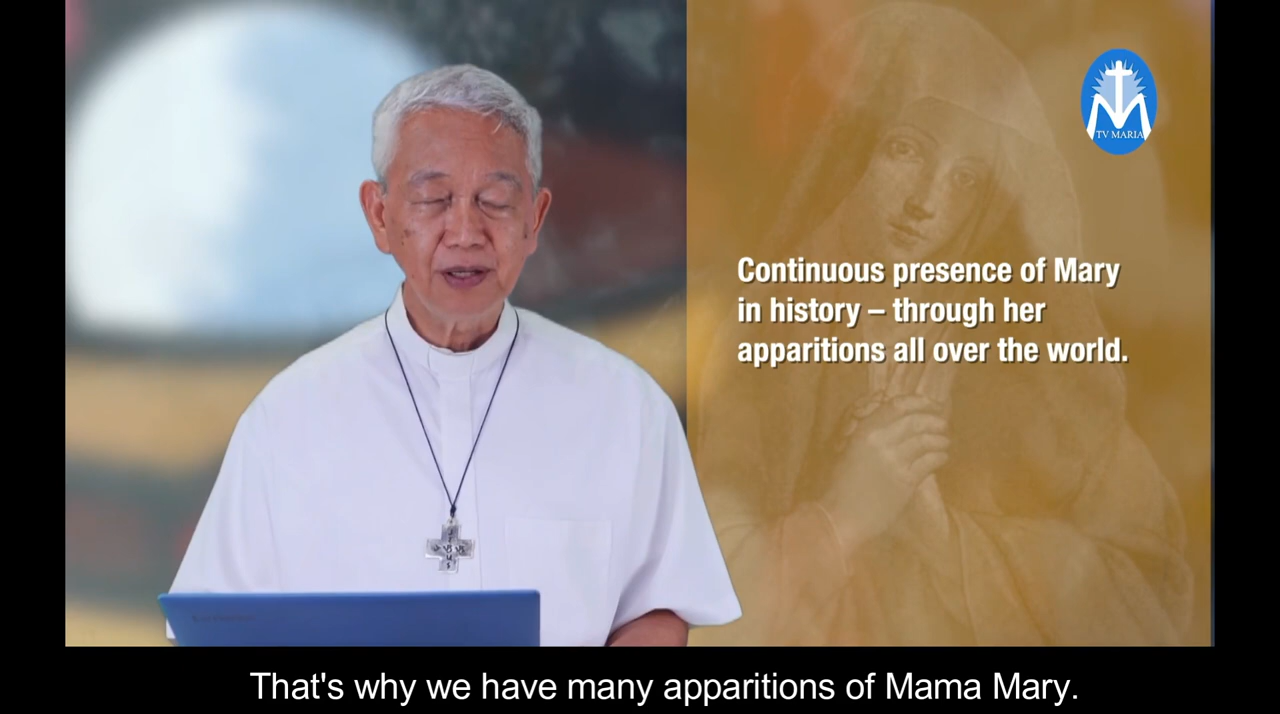 TV MARIA
Continuous presence of Mary
in history – through her
apparitions all over the world.
That's why we have many apparitions of Mama Mary.